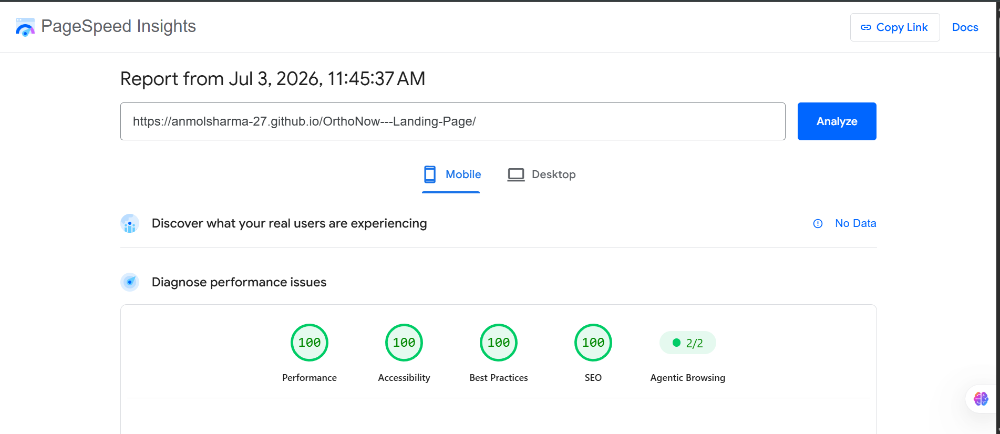 PageSpeed Insights
Copy Link
Docs
Report from Jul 3, 2026, 11:45:37 AM
https://anmolsharma-27.github.io/OrthoNow---Landing-Page/
Analyze
Mobile
Desktop
Discover what your real users are experiencing
No Data
Diagnose performance issues
100
Performance
100
Accessibility
100
Best Practices
100
SEO
2/2
Agentic Browsing